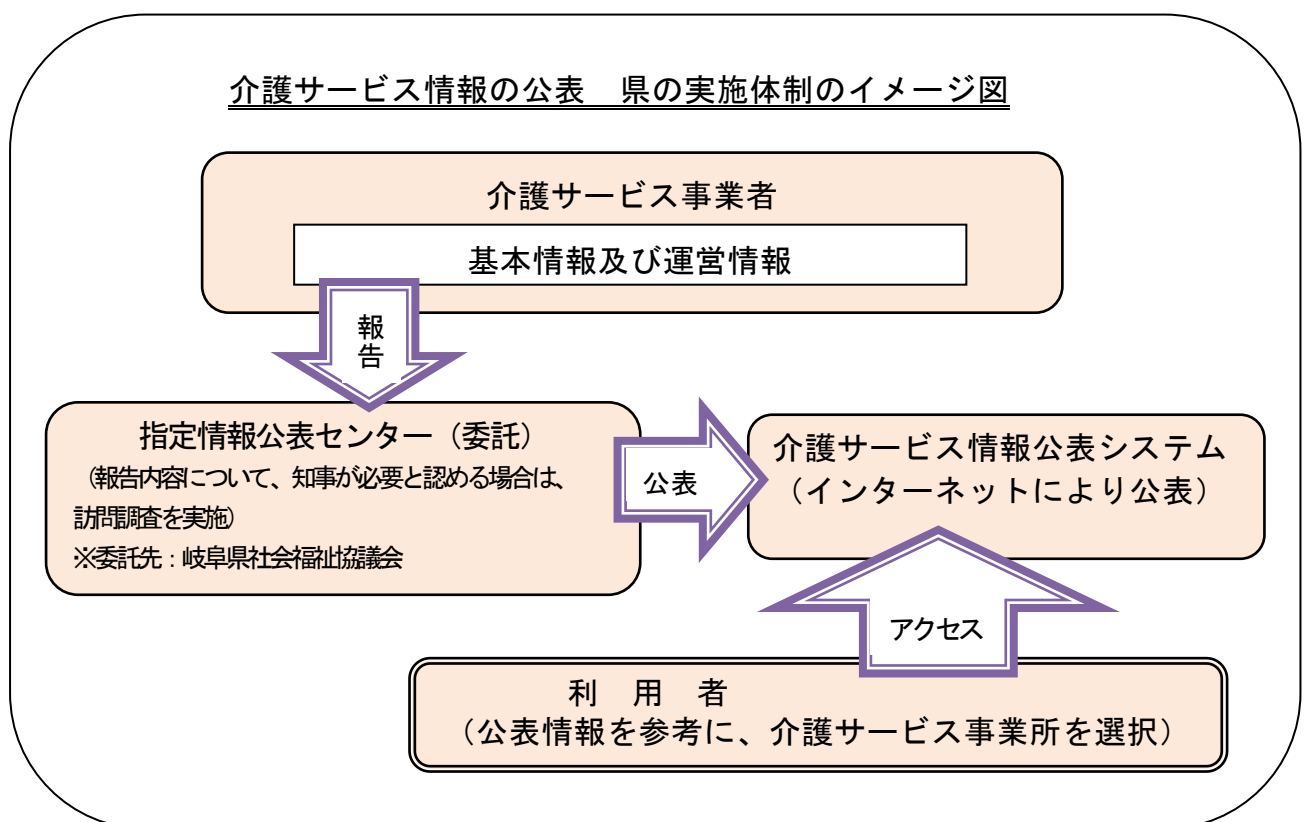 介護サービス情報の公表　県の実施体制のイメージ図
介護サービス事業者
基本情報及び運営情報
報
告
指定情報公表センター（委託）
（報告内容について、知事が必要と認める場合は、
訪問調査を実施）
※委託先：岐阜県社会福祉協議会
公表
介護サービス情報公表システム
（インターネットにより公表）
アクセス
利　用　者
（公表情報を参考に、介護サービス事業所を選択）